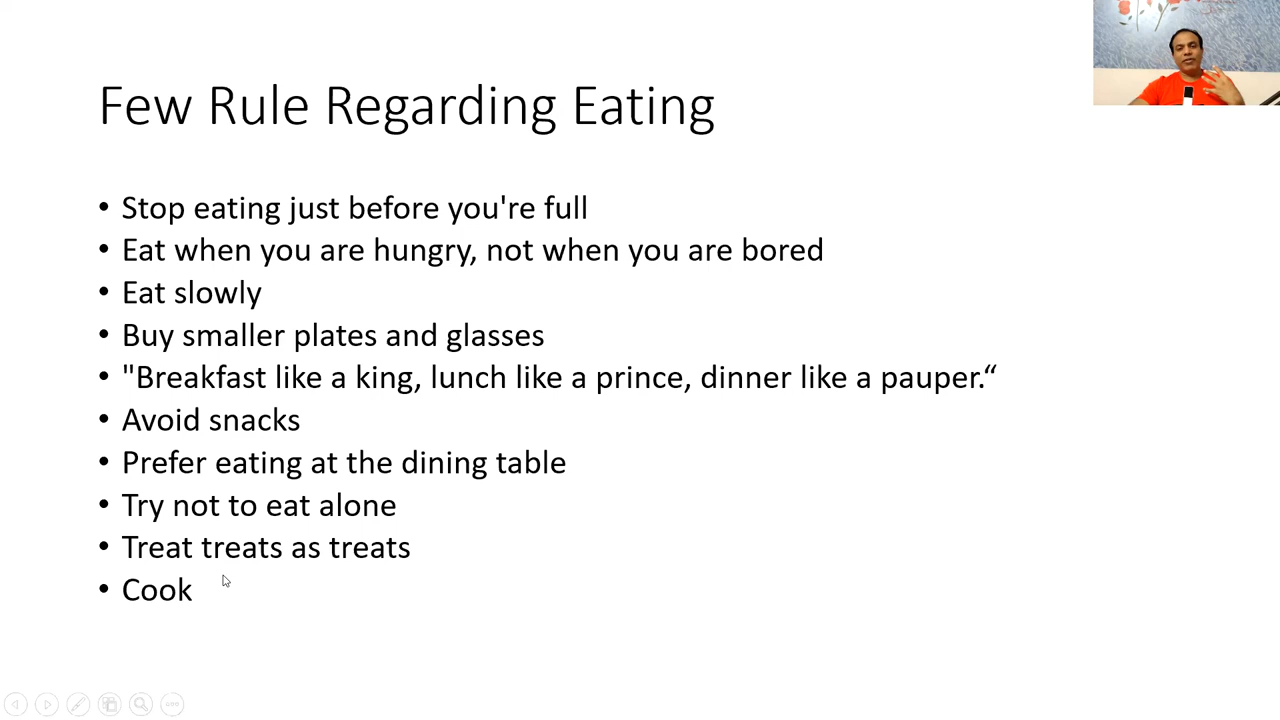 Few Rule Regarding Eating
• Stop eating just before you're full
• Eat when you are hungry, not when you are bored
• Eat slowly
• Buy smaller plates and glasses
• "Breakfast like a king, lunch like a prince, dinner like a pauper.“
• Avoid snacks
• Prefer eating at the dining table
• Try not to eat alone
• Treat treats as treats
• Cook